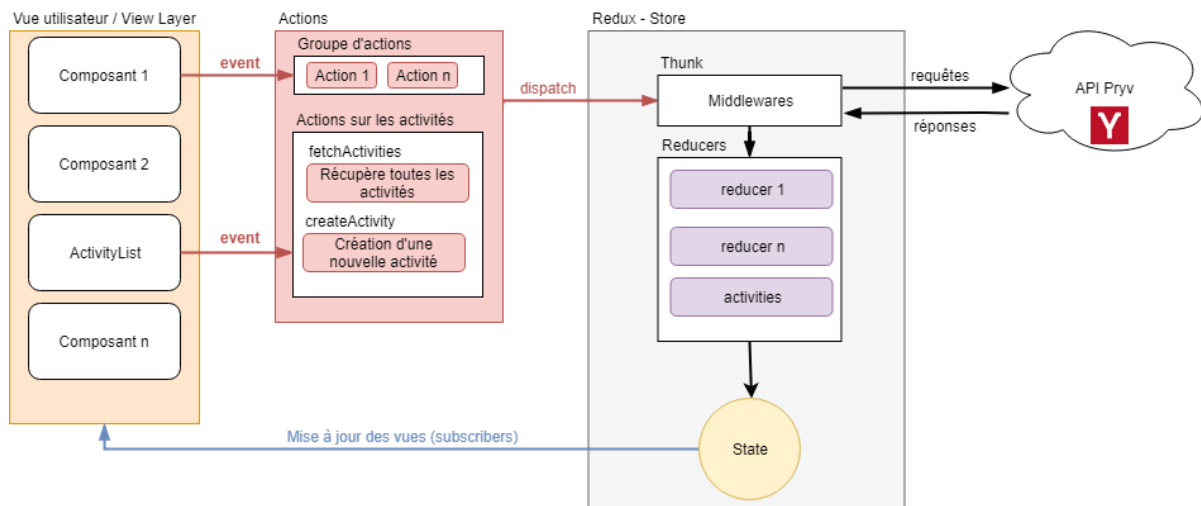 Vue utilisateur / View Layer
Composant 1
Composant 2
ActivityList
Composant n
event
event
Actions
Groupe d'actions
Action 1
Action n
Actions sur les activités
fetchActivities
Récupère toutes les
activités
createActivity
Création d'une
nouvelle activité
dispatch
Redux - Store
Thunk
Middlewares
Reducers
reducer 1
reducer n
activities
State
requêtes
réponses
API Pryv
Y
Mise à jour des vues (subscribers)